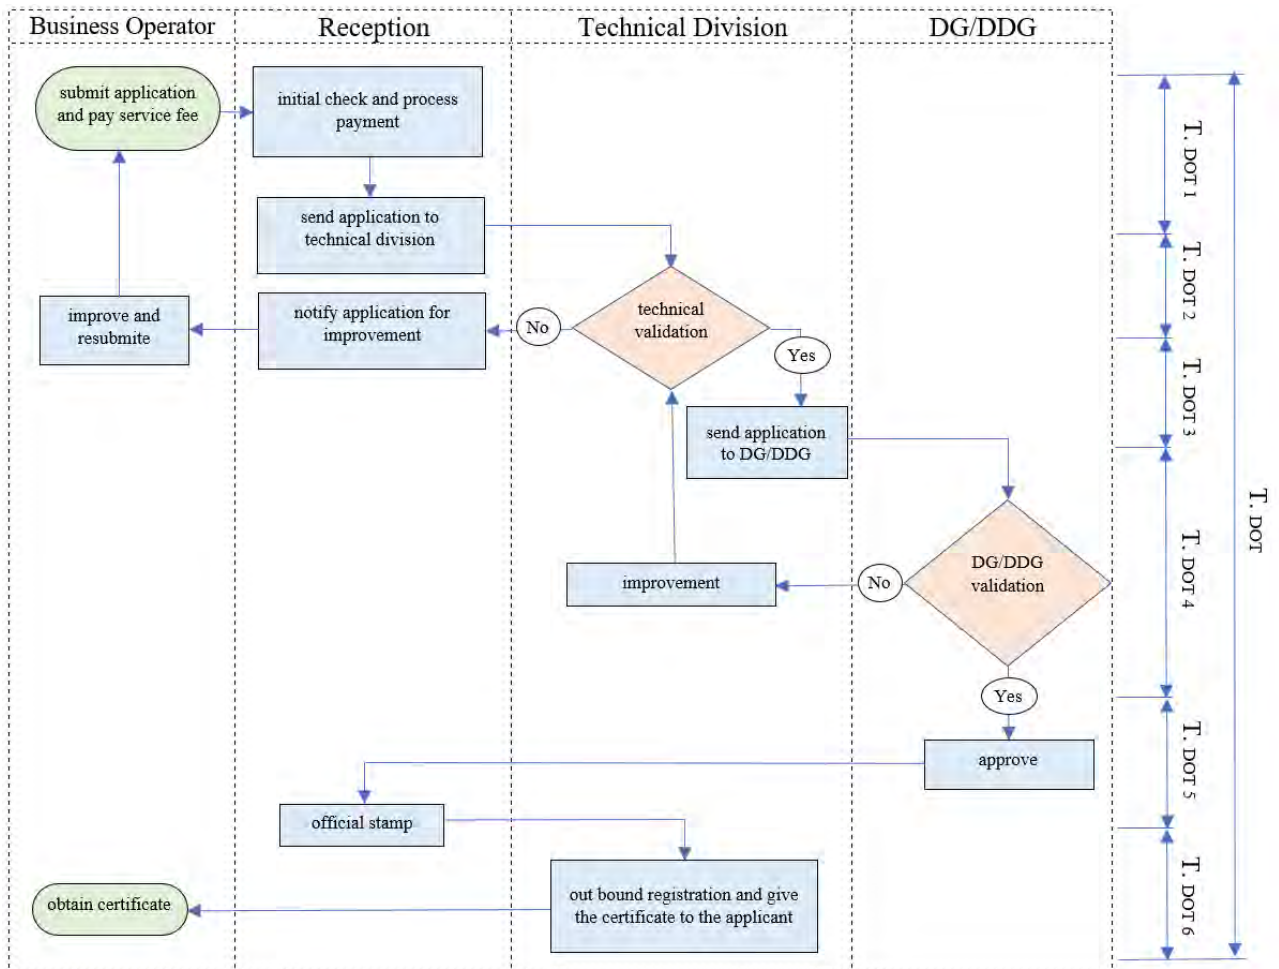 Business Operator
Reception
Technical Division
DG/DDG
submit application
and pay service fee
initial check and process
payment
send application to
technical division
technical
validation
No
Yes
notify application for
improvement
improve and
resubmite
send application
to DG/DDG
DG/DDG
validation
No
Yes
improvement
approve
official stamp
out bound registration and give
the certificate to the applicant
obtain certificate
T. DOT 1
T. DOT 2
T. DOT 3
T. DOT 4
T. DOT 5
T. DOT 6
T. DOT